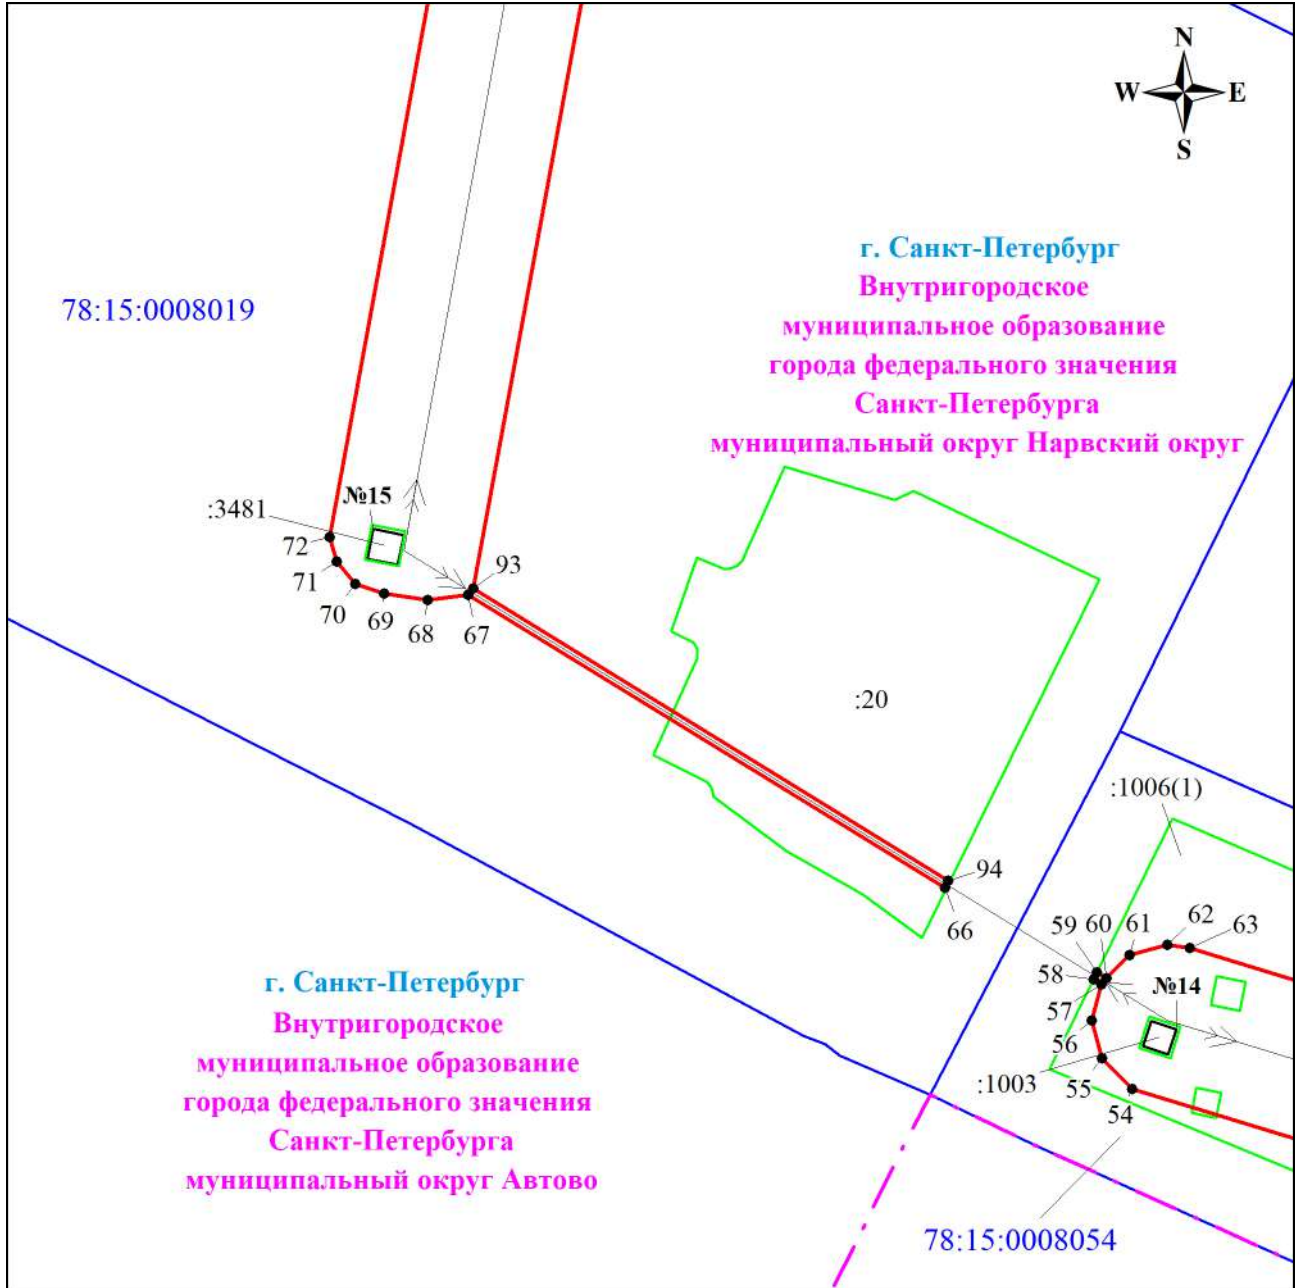 N
W E
S
г. Санкт-Петербург
Внутригородское
муниципальное образование
города федерального значения
Санкт-Петербурга
муниципальный округ Нарвский округ
78:15:0008019
:3481
№15
72
71
70
69
68
67
93
:20
:1006(1)
94
66
59
60
61
62
63
58
57
№14
56
:1003
55
54
г. Санкт-Петербург
Внутригородское
муниципальное образование
города федерального значения
Санкт-Петербурга
муниципальный округ Автово
78:15:0008054